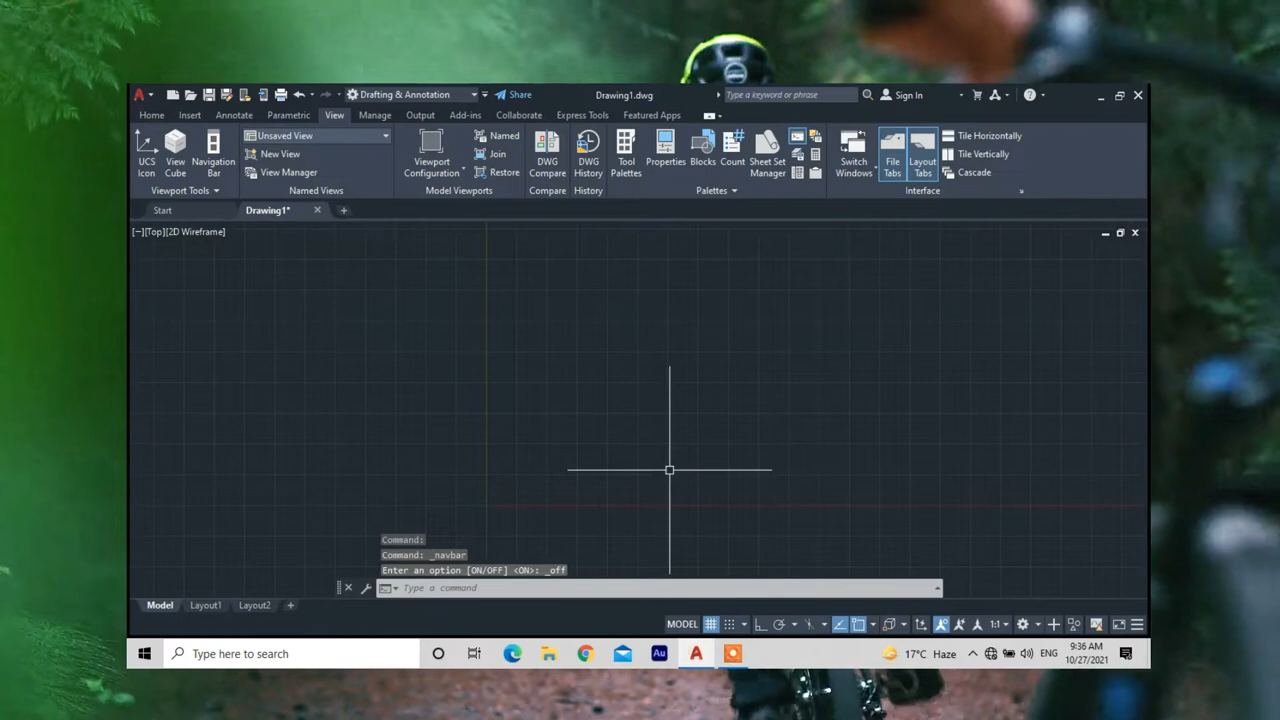 Drafting & Annotation
Share
Drawing1.dwg
Type a keyword or phrase
Sign In
Home Insert Annotate Parametric View Manage Output Add-ins Collaborate Express Tools Featured Apps
UCS Icon
View Cube
Navigation Bar
Unsaved View
New View
View Manager
Viewport Configuration
Named
Join
Restore
DWG Compare
DWG History
Tool Palettes
Properties
Blocks
Count
Sheet Set Manager
Switch Windows
File Tabs
Layout Tabs
Tile Horizontally
Tile Vertically
Cascade
Viewport Tools Named Views Model Viewports Compare History Palettes Interface
Start Drawing1*
[−][Top][2D Wireframe]
Command:
Command: _navbar
Enter an option [ON/OFF] <ON>: _off
Type a command
Model Layout1 Layout2
MODEL 1:1
Type here to search
Au
17°C Haze
ENG
9:36 AM
10/27/2021